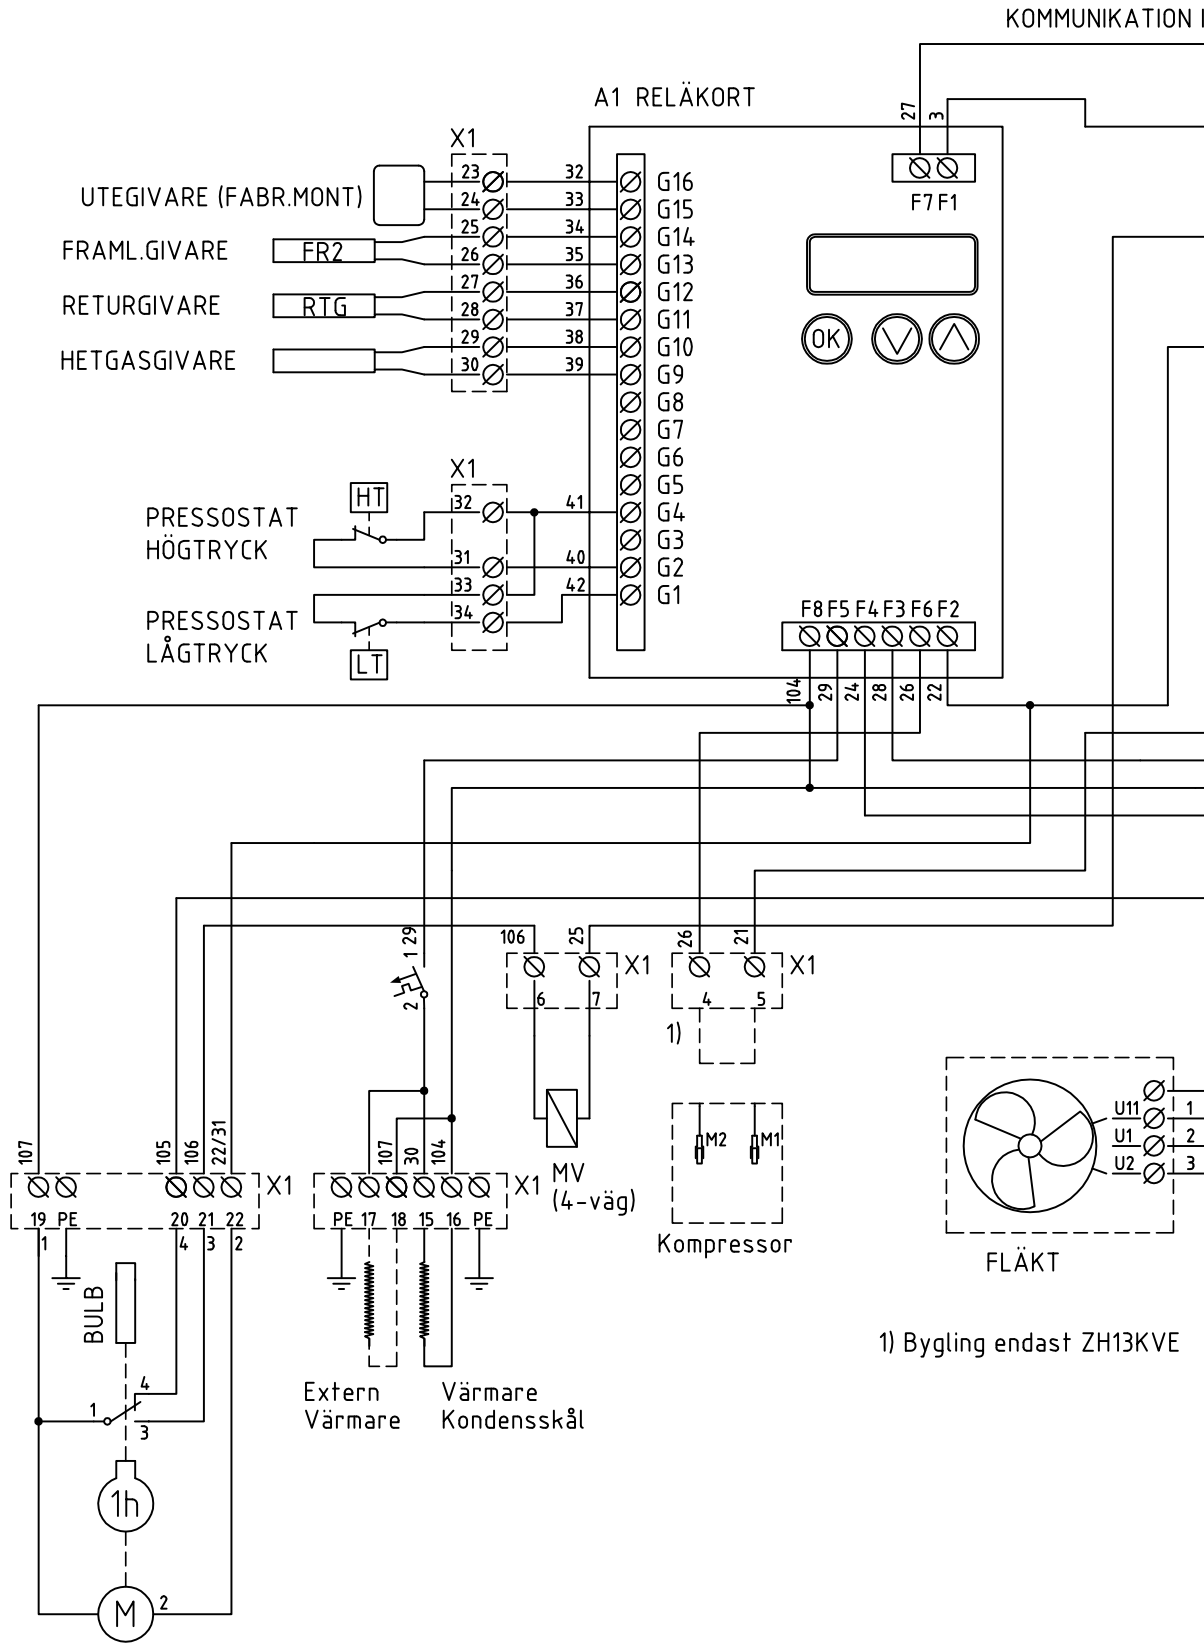 KOMMUNIKATION
A1 RELÄKORT
27
3
F7 F1
X1
UTEGIVARE (FABR.MONT)
23
32
G16
24
33
G15
FRAML.GIVARE
FR2
25
34
G14
26
35
G13
RETURGIVARE
RTG
27
36
G12
28
37
G11
HETGASGIVARE
29
38
G10
30
39
G9
G8
G7
G6
G5
OK
X1
HT
PRESSOSTAT
HÖGTRYCK
32
41
G4
G3
31
40
G2
33
42
G1
34
PRESSOSTAT
LÅGTRYCK
LT
F8 F5 F4 F3 F6 F2
104
29
24
28
26
22
29
1
2
106
25
X1
6
7
26
21
X1
4
5
1)
MV
(4-väg)
M2
M1
Kompressor
U11
1
U1
2
U2
3
FLÄKT
1) Bygling endast ZH13KVE
107
105
106
22/31
X1
19
PE
20
21
22
1
4
3
2
107
30
104
X1
PE
17
18
15
16
PE
BULB
4
1
3
Extern
Värmare
Värmare
Kondensskål
1h
M
2